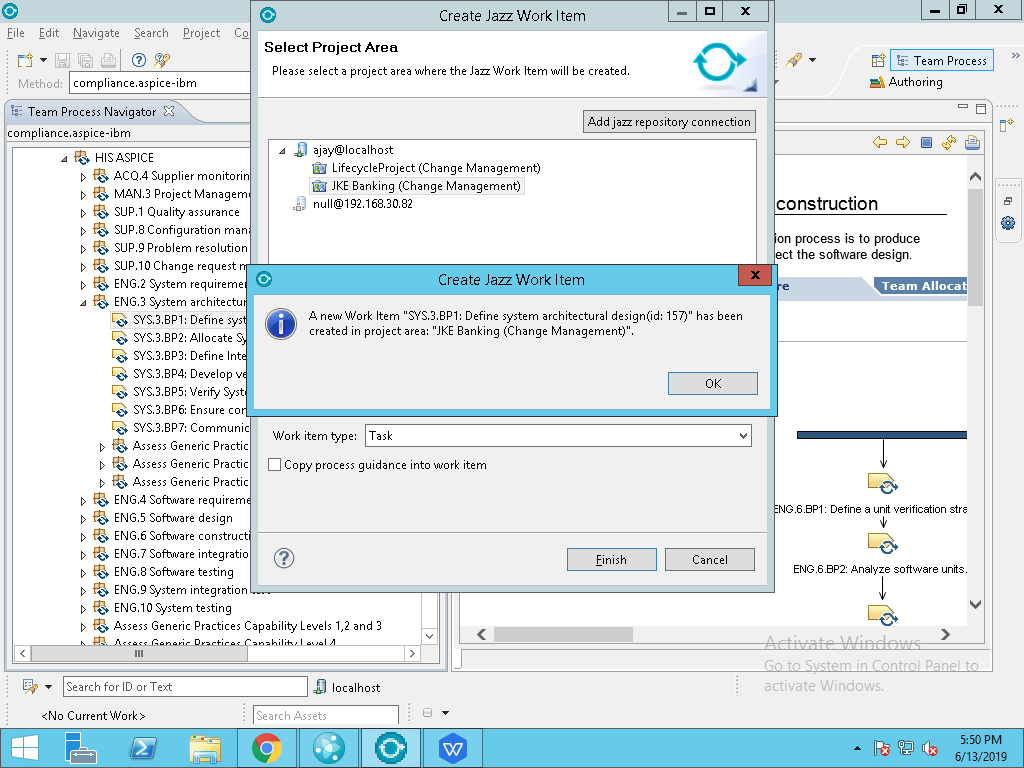 Create Jazz Work Item
File Edit Navigate Search Project Co
Select Project Area
Please select a project area where the Jazz Work Item will be created.
Team Process
Authoring
Method: compliance.aspice-ibm
Team Process Navigator
compliance.aspice-ibm
Add jazz repository connection
ajay@localhost
LifecycleProject (Change Management)
JKE Banking (Change Management)
null@192.168.30.82
HIS ASPICE
ACQ.4 Supplier monitorin
MAN.3 Project Manageme
SUP.1 Quality assurance
SUP.8 Configuration mana
SUP.9 Problem resolution
SUP.10 Change request m
ENG.2 System requiremer
ENG.3 System architectur
SYS.3.BP1: Define syst
SYS.3.BP2: Allocate Sy
SYS.3.BP3: Define Inte
SYS.3.BP4: Develop ve
SYS.3.BP5: Verify Syst
SYS.3.BP6: Ensure con
SYS.3.BP7: Communic
Assess Generic Practic
Assess Generic Practic
Assess Generic Practic
ENG.4 Software requireme
ENG.5 Software design
ENG.6 Software constructi
ENG.7 Software integratio
ENG.8 Software testing
ENG.9 System integration
ENG.10 System testing
Assess Generic Practices Capability Levels 1,2 and 3
Assess Generic Practices Capability Level 4
construction
ion process is to produce
ect the software design.
re
Team Allocat
Create Jazz Work Item
A new Work Item "SYS.3.BP1: Define system architectural design(id: 157)" has been
created in project area: "JKE Banking (Change Management)".
OK
Work item type: Task
Copy process guidance into work item
Finish Cancel
ENG.6.BP1: Define a unit verification stra
ENG.6.BP2: Analyze software units.
Activate Windows
Go to System in Control Panel to
activate Windows.
Search for ID or Text
localhost
<No Current Work>
Search Assets
5:50 PM
6/13/2019